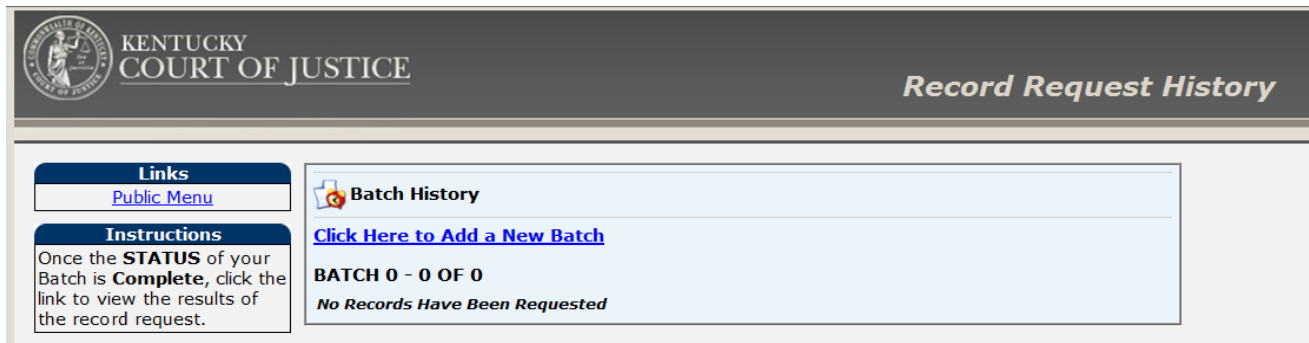 KENTUCKY
COURT OF JUSTICE
Record Request History
Links
Public Menu
Instructions
Once the STATUS of your
Batch is Complete, click the
link to view the results of
the record request.
Batch History
Click Here to Add a New Batch
BATCH 0 - 0 OF 0
No Records Have Been Requested